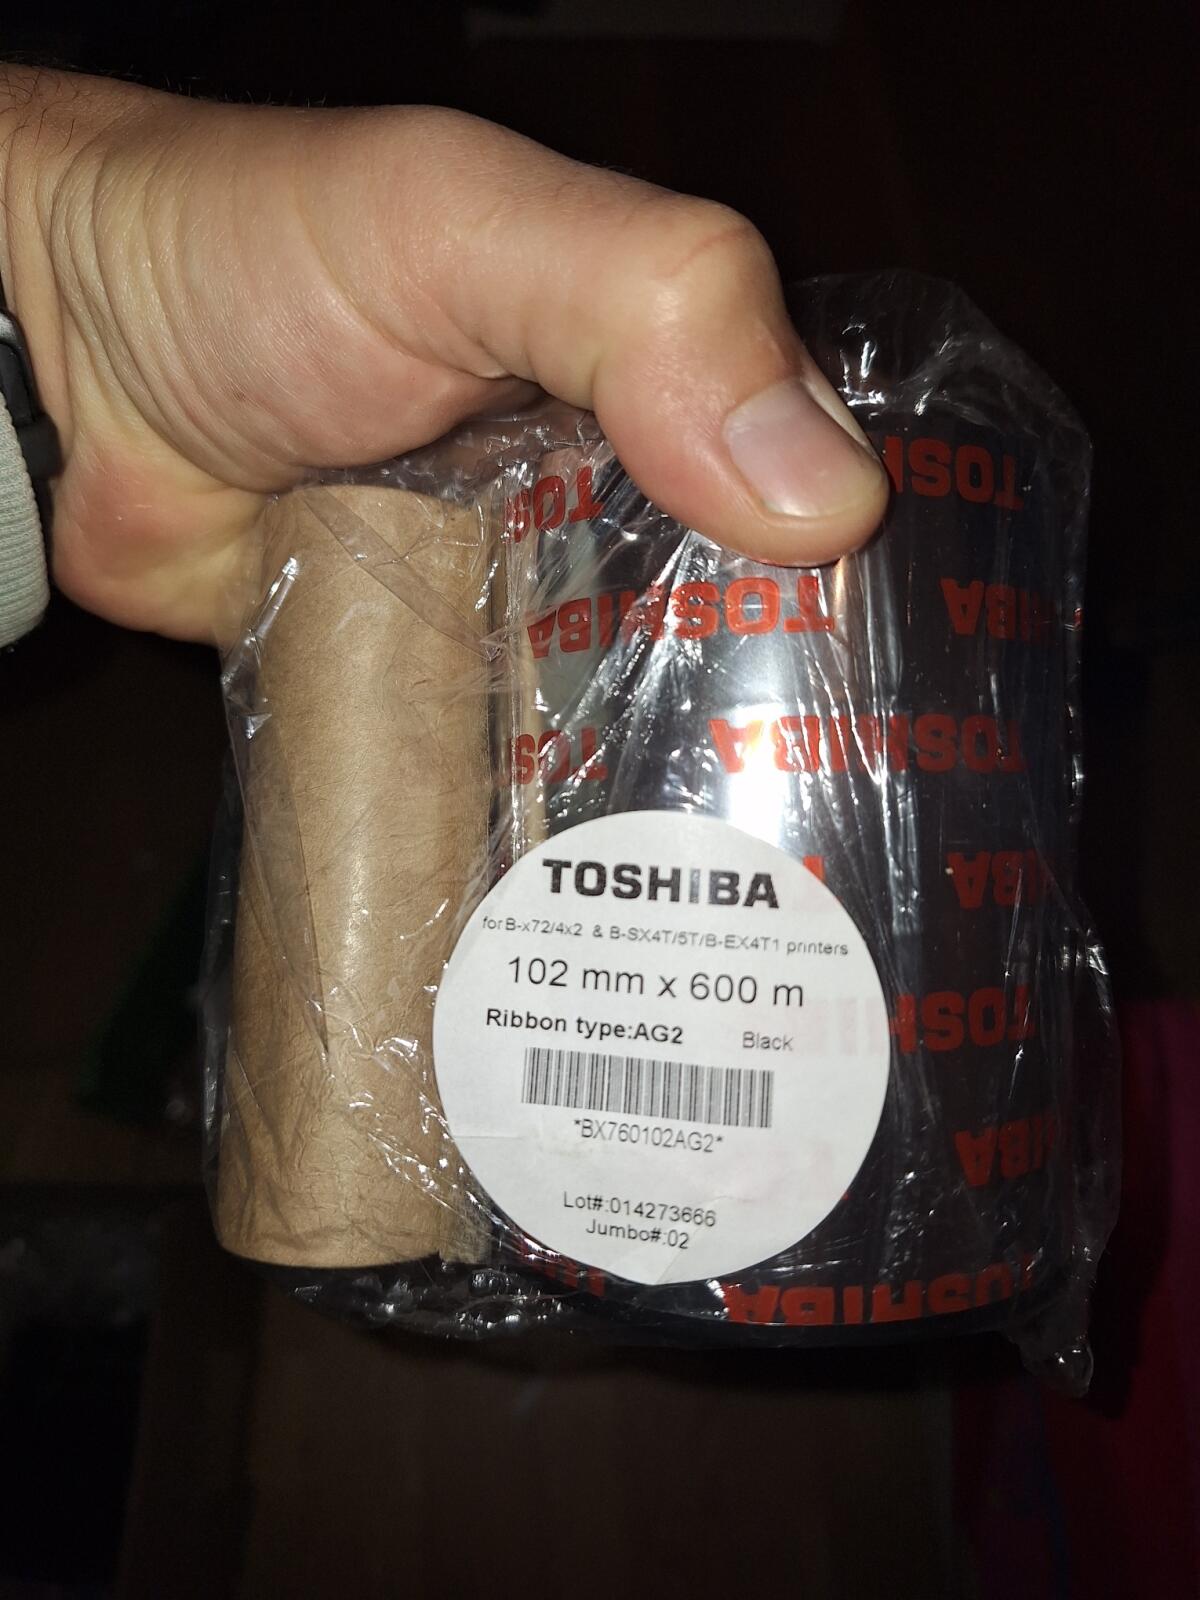 TOSHIBA
TOSHIBA
TOSHIBA
TOSHIBA
TOSHIBA
for B-x72/4x2 & B-SX4T/5T/B-EX4T1 printers
102 mm x 600 m
Ribbon type:AG2 Black
*BX760102AG2*
Lot#:014273666
Jumbo#:02
TOSHIBA